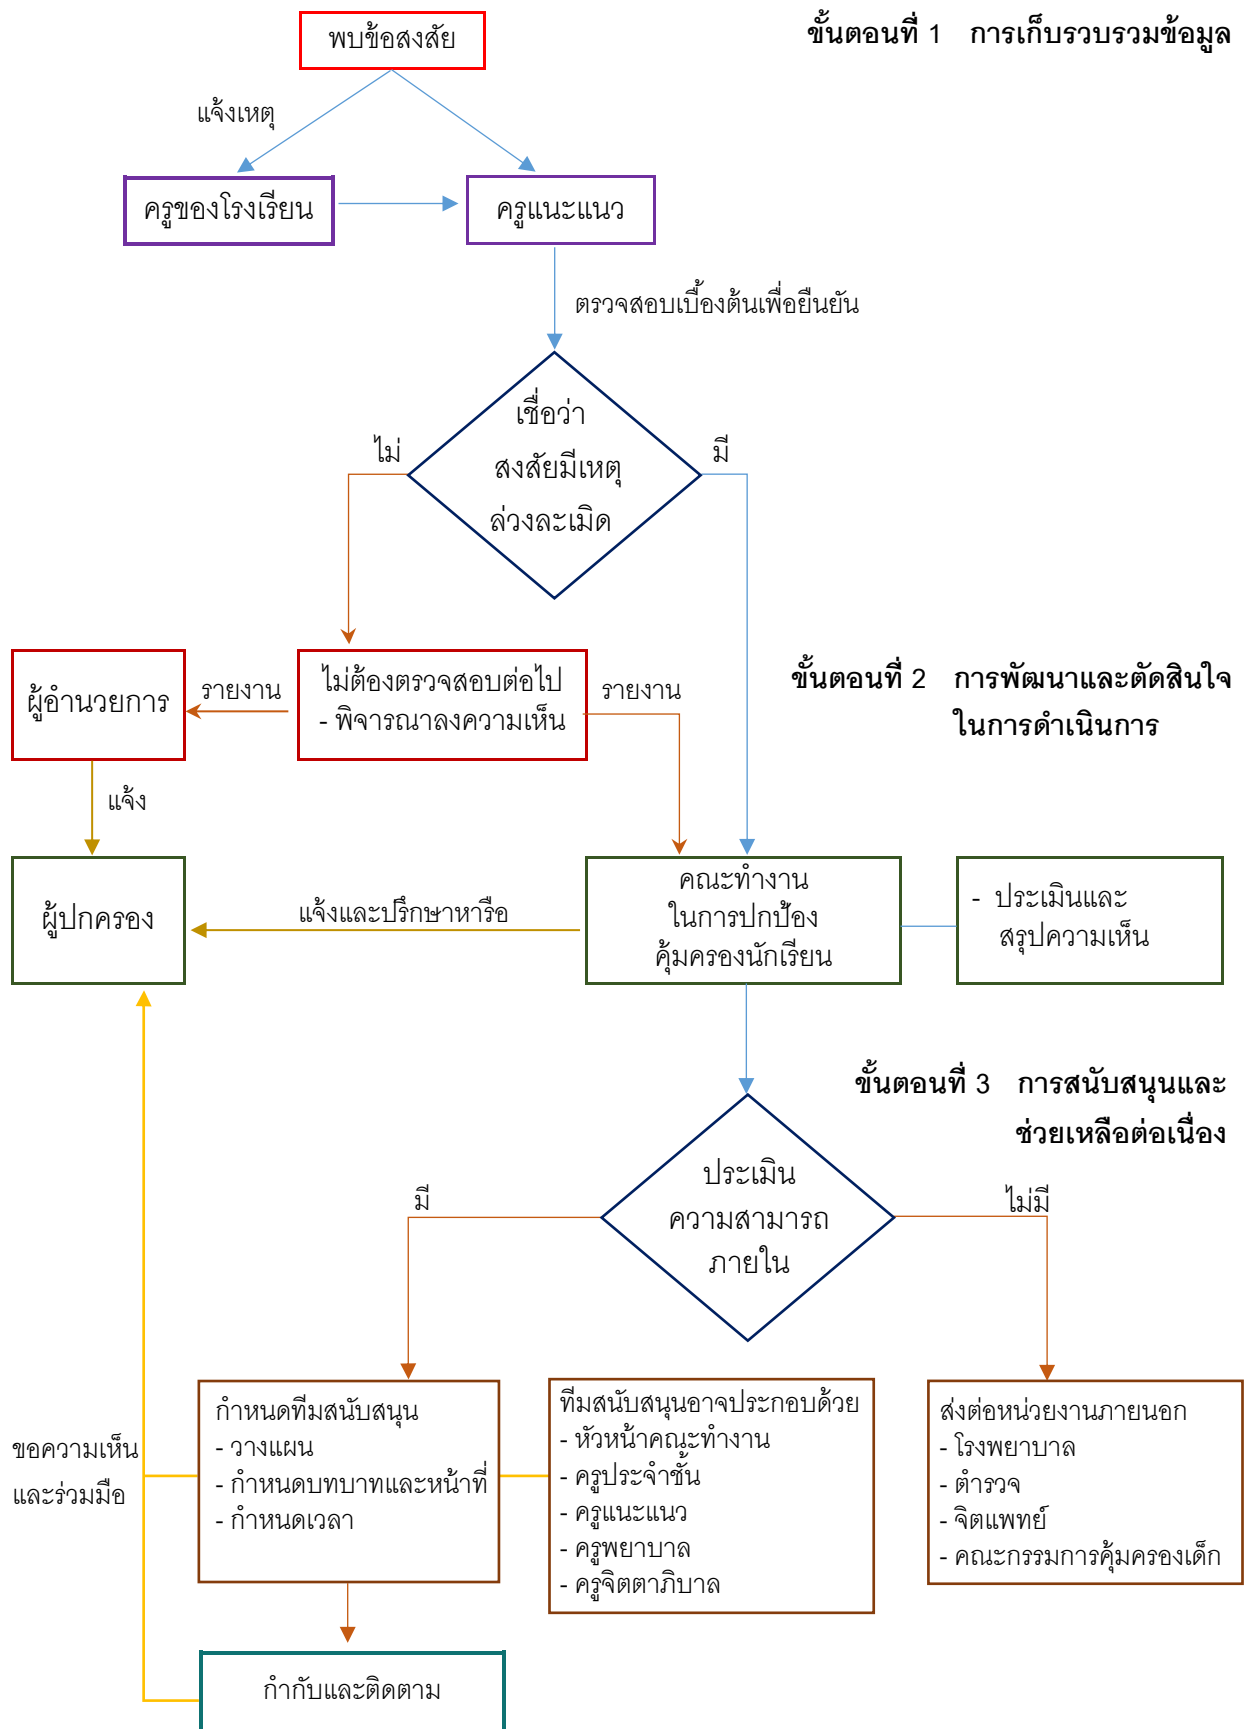 ขั้นตอนที่ 1 การเก็บรวบรวมข้อมูล
พบข้อสงสัย
แจ้งเหตุ
ครูของโรงเรียน
ครูแนะแนว
ตรวจสอบเบื้องต้นเพื่อยืนยัน
เชื่อว่า
สงสัยมีเหตุ
ล่วงละเมิด
ไม่
มี
ขั้นตอนที่ 2 การพัฒนาและตัดสินใจ
ในการดำเนินการ
ผู้อำนวยการ
รายงาน
ไม่ต้องตรวจสอบต่อไป
- พิจารณาลงความเห็น
รายงาน
แจ้ง
ผู้ปกครอง
แจ้งและปรึกษาหารือ
คณะทำงาน
ในการปกป้อง
คุ้มครองนักเรียน
- ประเมินและ
สรุปความเห็น
ขั้นตอนที่ 3 การสนับสนุนและ
ช่วยเหลือต่อเนื่อง
ประเมิน
ความสามารถ
ภายใน
มี
ไม่มี
ขอความเห็น
และร่วมมือ
กำหนดทีมสนับสนุน
- วางแผน
- กำหนดบทบาทและหน้าที่
- กำหนดเวลา
ทีมสนับสนุนอาจประกอบด้วย
- หัวหน้าคณะทำงาน
- ครูประจำชั้น
- ครูแนะแนว
- ครูพยาบาล
- ครูจิตตาภิบาล
ส่งต่อหน่วยงานภายนอก
- โรงพยาบาล
- ตำรวจ
- จิตแพทย์
- คณะกรรมการคุ้มครองเด็ก
กำกับและติดตาม